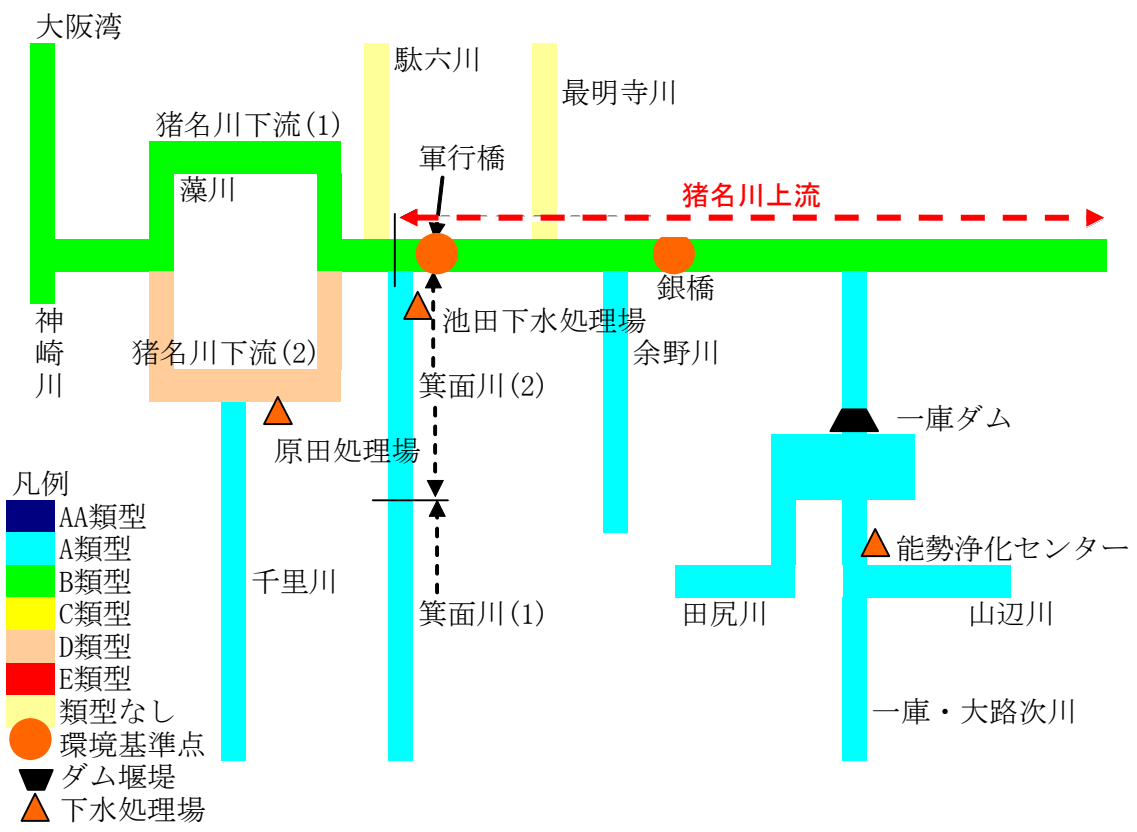 大阪湾
駄六川
最明寺川
猪名川下流(1)
軍行橋
藻川
猪名川上流
銀橋
神崎川
池田下水処理場
猪名川下流(2)
余野川
箕面川(2)
一庫ダム
原田処理場
凡例
AA類型
A類型
B類型
C類型
D類型
E類型
類型なし
環境基準点
ダム堰堤
下水処理場
能勢浄化センター
千里川
箕面川(1)
田尻川
山辺川
一庫・大路次川